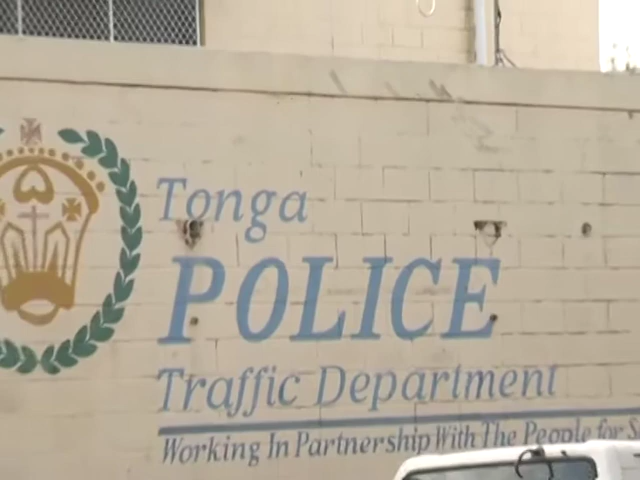 Tonga
POLICE
Traffic Department
Working In Partnership With The People for